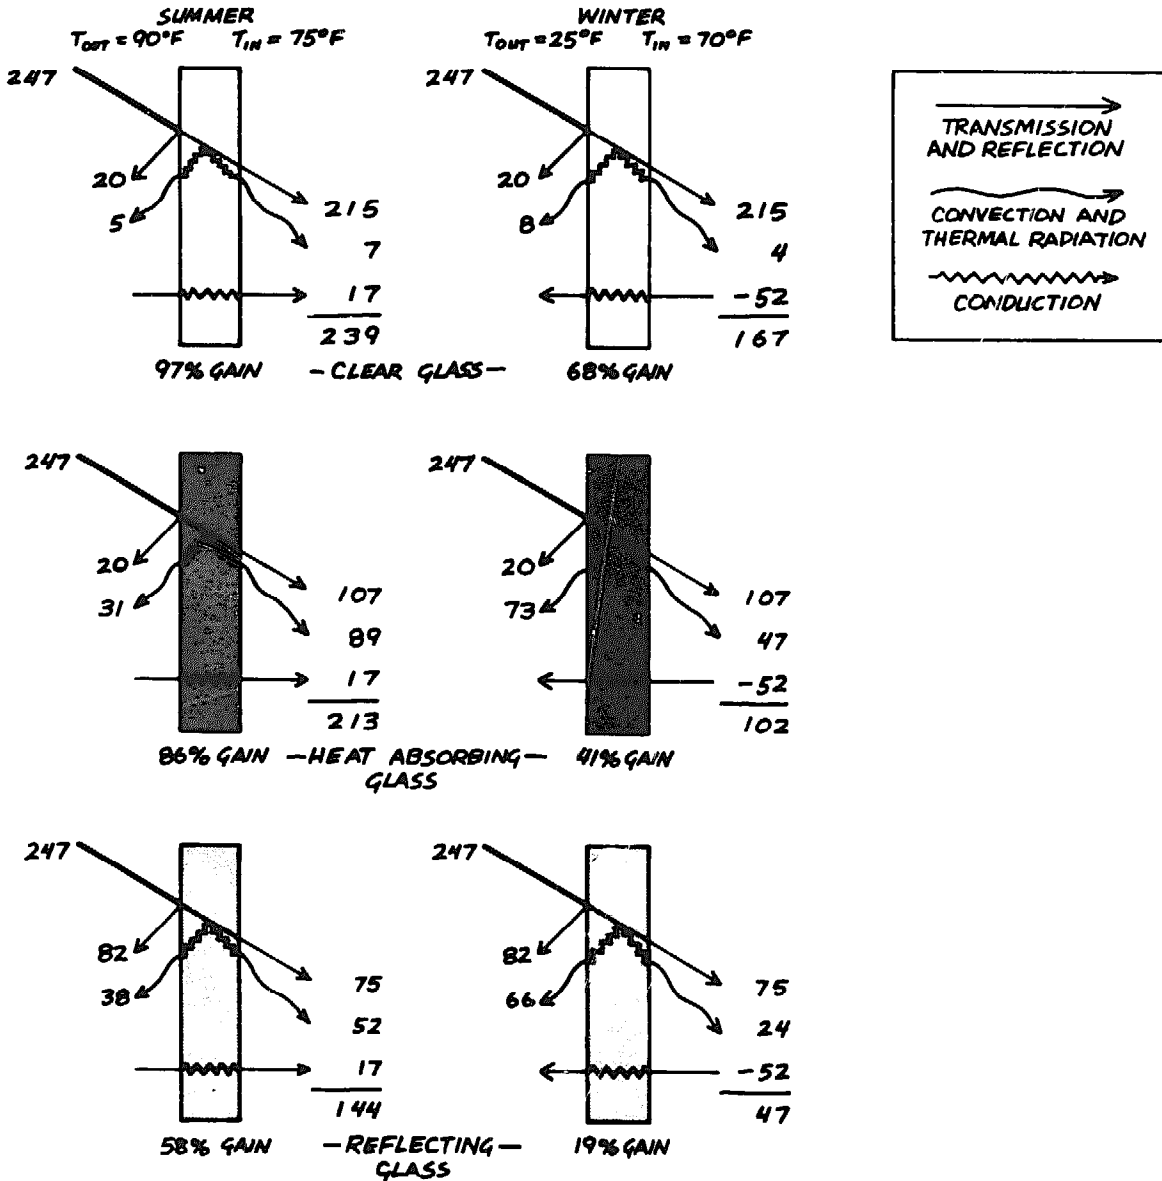 SUMMER
T_OUT = 90°F T_IN = 75°F
WINTER
T_OUT = 25°F T_IN = 70°F
247
20
5
215
7
17
239
97% GAIN
247
20
8
215
4
-52
167
68% GAIN
- CLEAR GLASS -
TRANSMISSION
AND REFLECTION
CONVECTION AND
THERMAL RADIATION
CONDUCTION
247
20
31
107
89
17
213
86% GAIN
247
20
73
107
47
-52
102
41% GAIN
- HEAT ABSORBING -
GLASS
247
82
38
75
52
17
144
58% GAIN
247
82
66
75
24
-52
47
19% GAIN
- REFLECTING -
GLASS